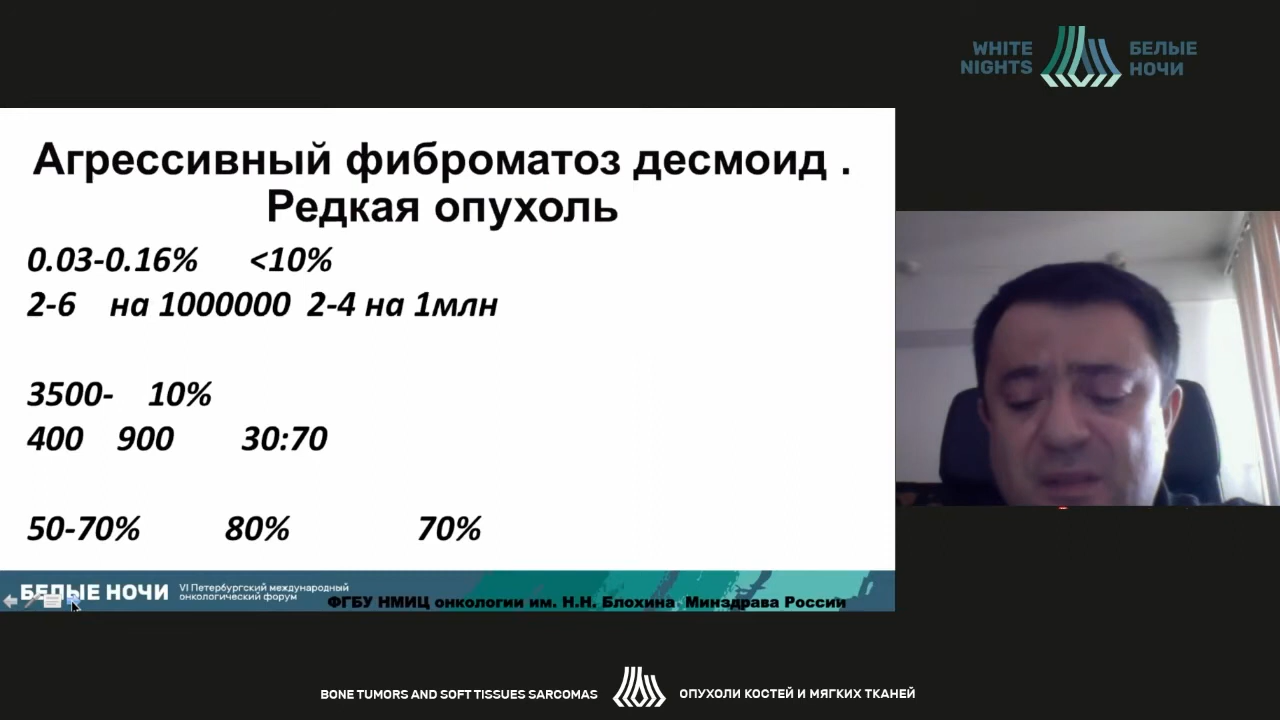 WHITE
NIGHTS
БЕЛЫЕ
НОЧИ
Агрессивный фиброматоз десмоид .
Редкая опухоль
0.03-0.16% <10%
2-6 на 1000000 2-4 на 1млн
3500- 10%
400 900 30:70
50-70% 80% 70%
БЕЛЫЕ НОЧИ
VI Петербургский международный
онкологический форум
ФГБУ НМИЦ онкологии им. Н.Н. Блохина Минздрава России
BONE TUMORS AND SOFT TISSUES SARCOMAS
ОПУХОЛИ КОСТЕЙ И МЯГКИХ ТКАНЕЙ